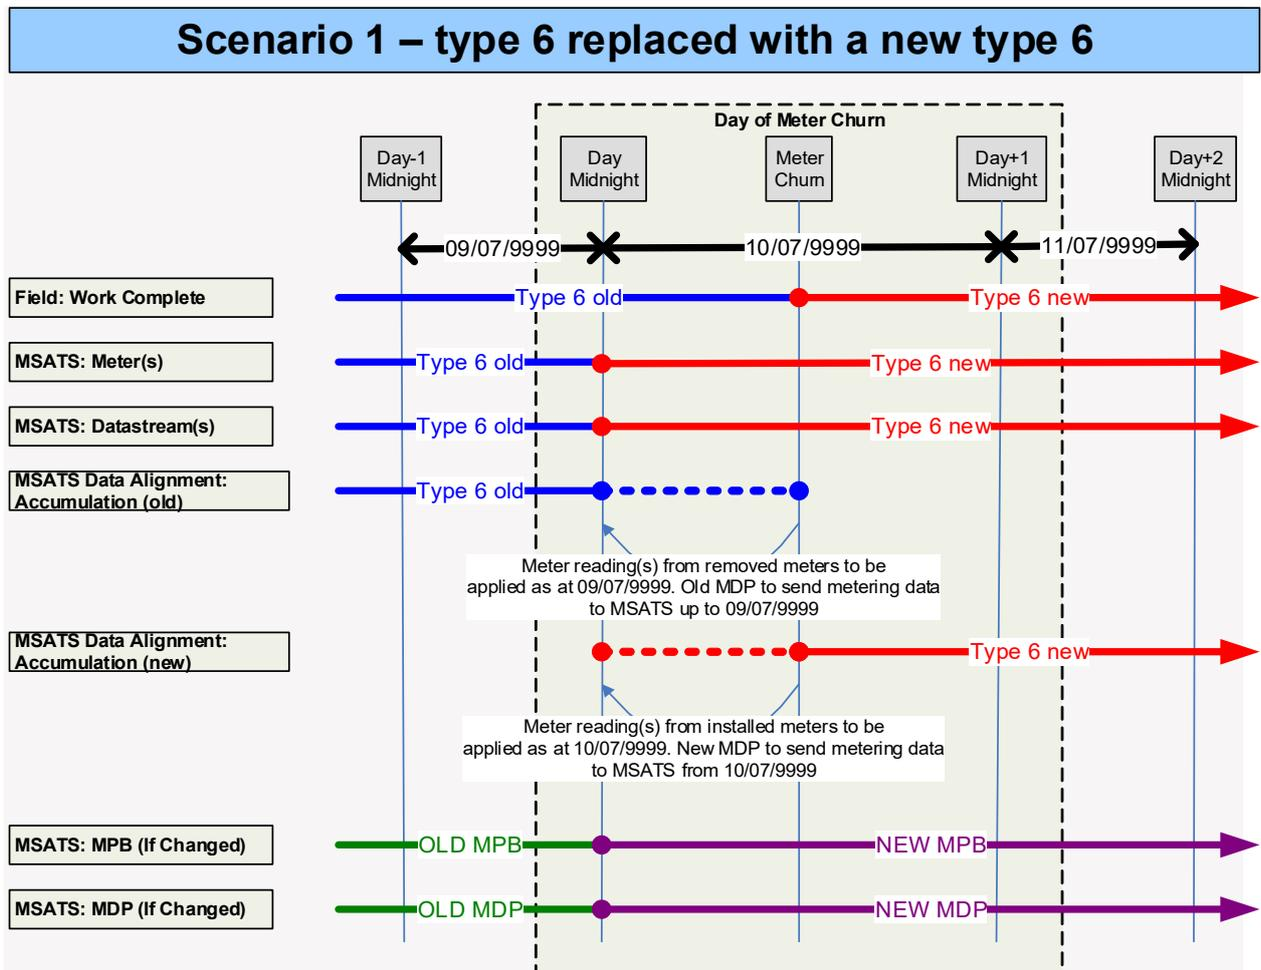 Scenario 1 – type 6 replaced with a new type 6
Day of Meter Churn
Day-1
Midnight
Day
Midnight
Meter
Churn
Day+1
Midnight
Day+2
Midnight
09/07/9999
10/07/9999
11/07/9999
Field: Work Complete
Type 6 old
Type 6 new
MSATS: Meter(s)
Type 6 old
Type 6 new
MSATS: Datastream(s)
Type 6 old
Type 6 new
MSATS Data Alignment:
Accumulation (old)
Type 6 old
Meter reading(s) from removed meters to be
applied as at 09/07/9999. Old MDP to send metering data
to MSATS up to 09/07/9999
MSATS Data Alignment:
Accumulation (new)
Type 6 new
Meter reading(s) from installed meters to be
applied as at 10/07/9999. New MDP to send metering data
to MSATS from 10/07/9999
MSATS: MPB (If Changed)
OLD MPB
NEW MPB
MSATS: MDP (If Changed)
OLD MDP
NEW MDP